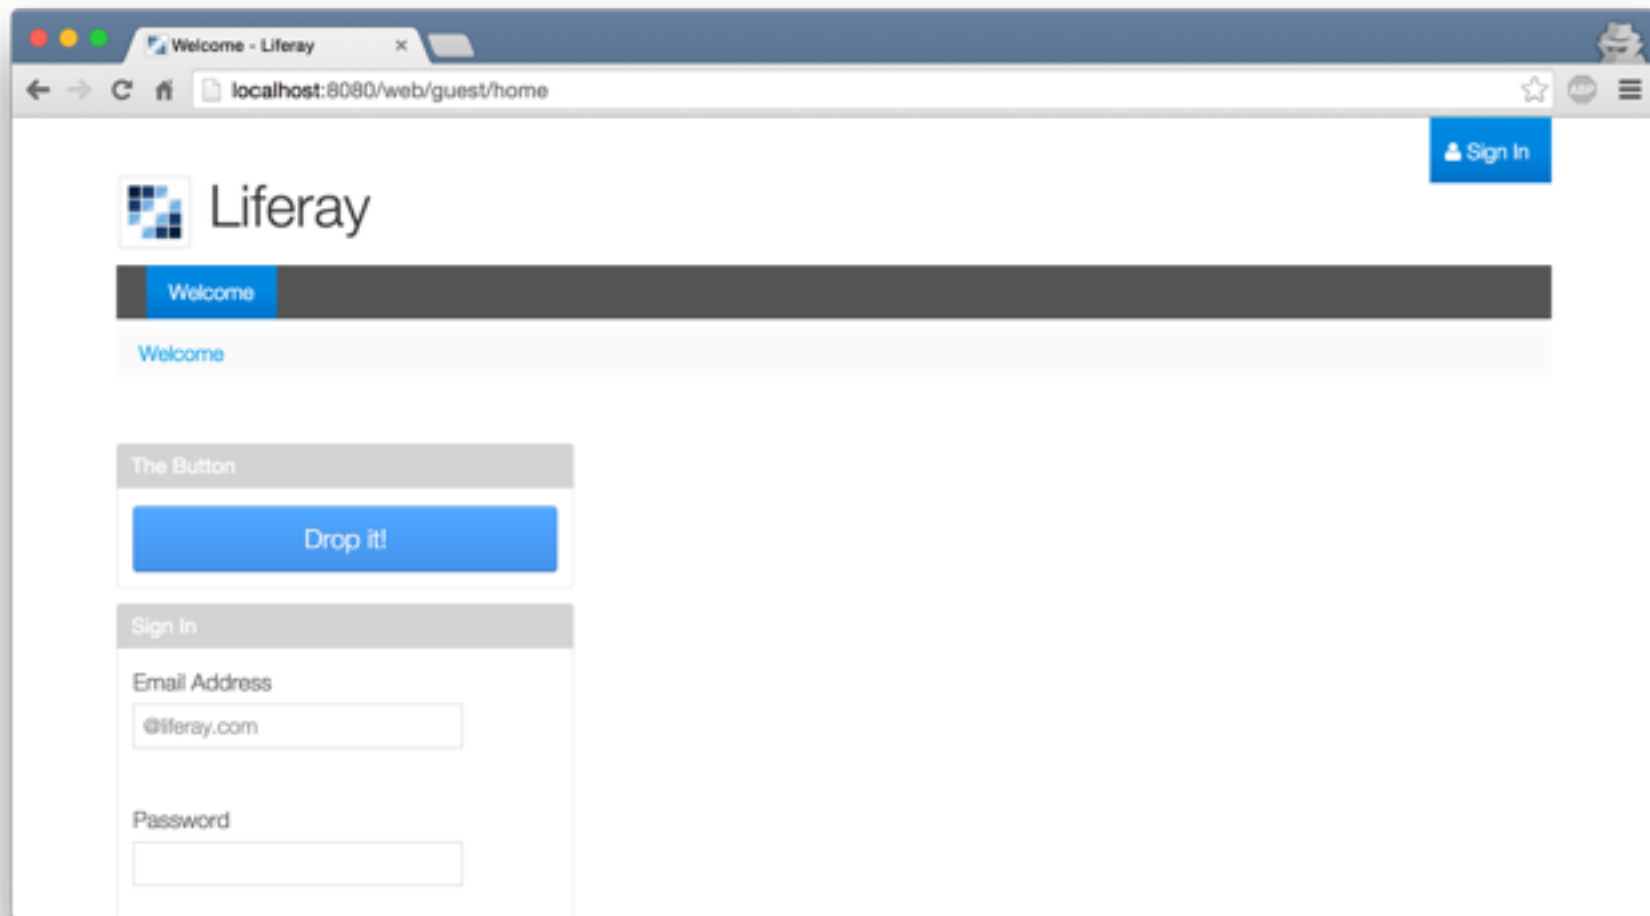 Welcome - Liferay
localhost:8080/web/guest/home
ABP
Sign In
Liferay
Welcome
Welcome
The Button
Drop it!
Sign In
Email Address
@liferay.com
Password